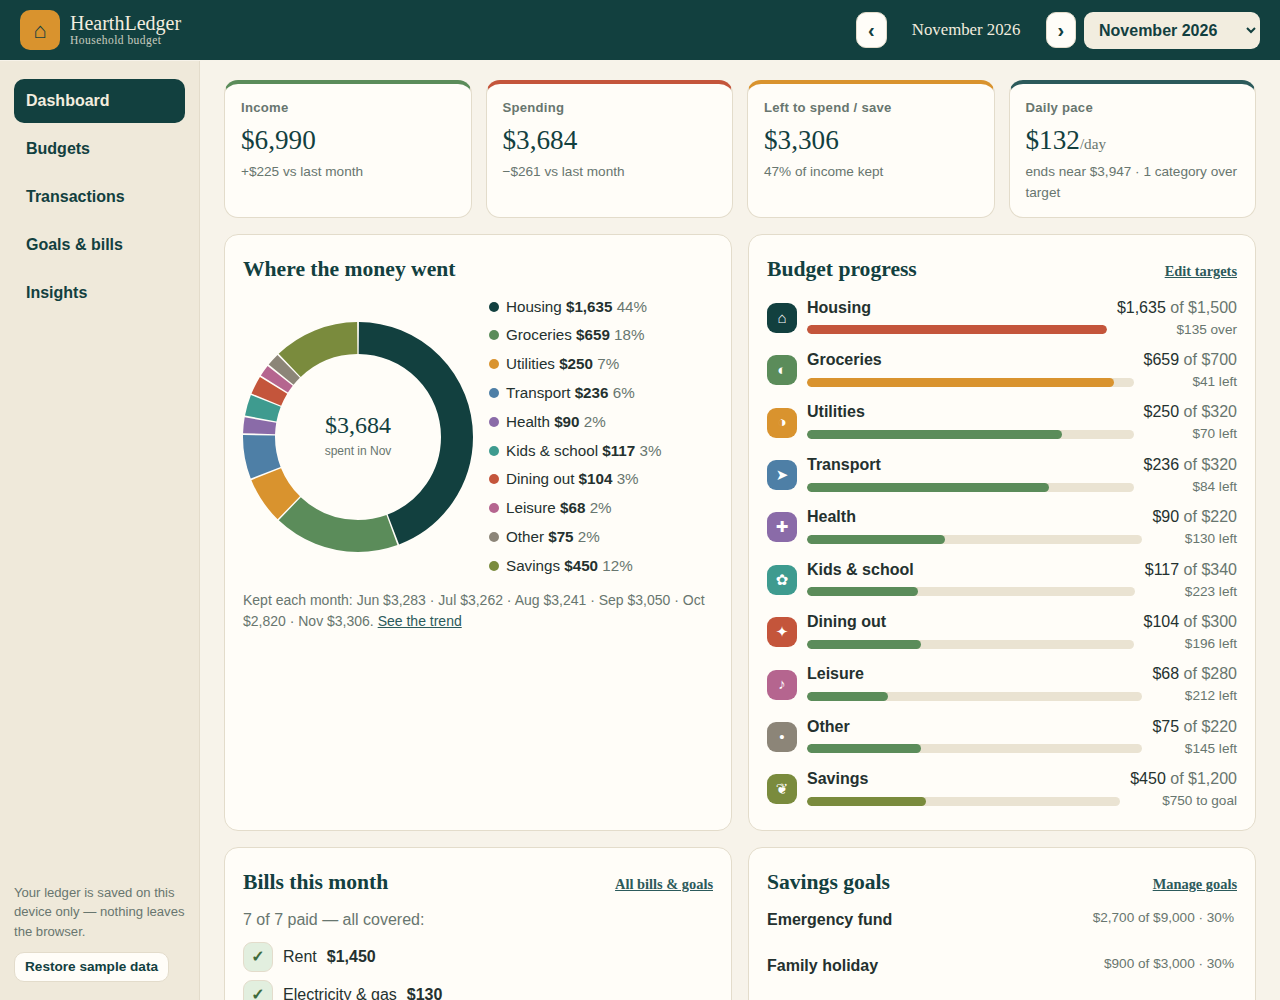 HearthLedger
Household budget
‹
November 2026
›
November 2026
Dashboard
Budgets
Transactions
Goals & bills
Insights
Your ledger is saved on this
device only — nothing leaves
the browser.
Restore sample data
Income
$6,990
+$225 vs last month
Spending
$3,684
−$261 vs last month
Left to spend / save
$3,306
47% of income kept
Daily pace
$132/day
ends near $3,947 · 1 category over
target
Where the money went
$3,684
spent in Nov
Housing $1,635 44%
Groceries $659 18%
Utilities $250 7%
Transport $236 6%
Health $90 2%
Kids & school $117 3%
Dining out $104 3%
Leisure $68 2%
Other $75 2%
Savings $450 12%
Kept each month: Jun $3,283 · Jul $3,262 · Aug $3,241 · Sep $3,050 · Oct
$2,820 · Nov $3,306. See the trend
Budget progress
Edit targets
Housing
$1,635 of $1,500
$135 over
Groceries
$659 of $700
$41 left
Utilities
$250 of $320
$70 left
Transport
$236 of $320
$84 left
Health
$90 of $220
$130 left
Kids & school
$117 of $340
$223 left
Dining out
$104 of $300
$196 left
Leisure
$68 of $280
$212 left
Other
$75 of $220
$145 left
Savings
$450 of $1,200
$750 to goal
Bills this month
All bills & goals
7 of 7 paid — all covered:
✓ Rent $1,450
✓ Electricity & gas $130
Savings goals
Manage goals
Emergency fund
$2,700 of $9,000 · 30%
Family holiday
$900 of $3,000 · 30%